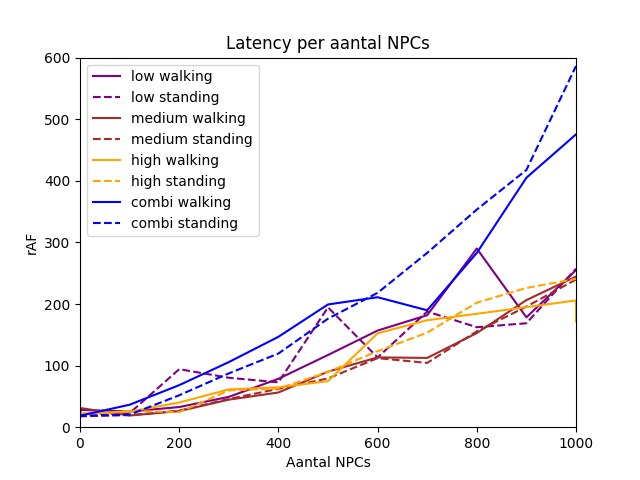 Latency per aantal NPCs
600
500
400
300
200
100
0
rAF
low walking
low standing
medium walking
medium standing
high walking
high standing
combi walking
combi standing
0 200 400 600 800 1000
Aantal NPCs